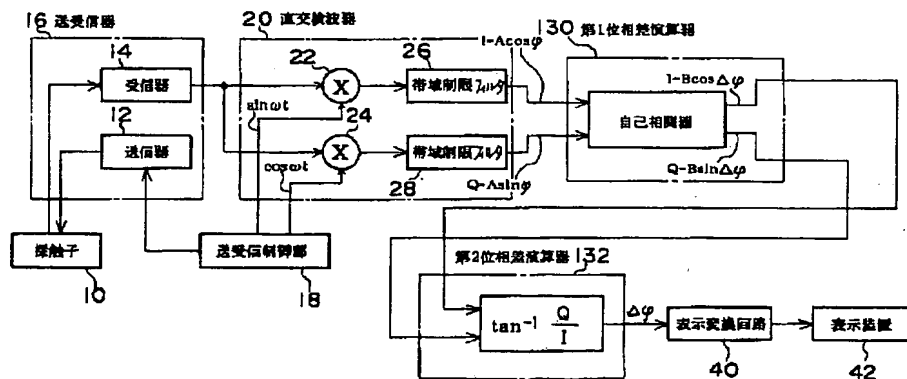 16 送受信器
20 直交検波器
130 第1位相差演算器
14
受信器
22
X
26
帯域制限フィルタ
I-Acosφ
I-Bcos△φ
sinωt
12
送信器
24
X
帯域制限フィルタ
28
cosωt
Q-Asinφ
自己相関器
Q-Bsin△φ
探触子
10
送受信制御部
18
第2位相差演算器 132
tan⁻¹ Q/I
△φ
表示変換回路
40
表示装置
42